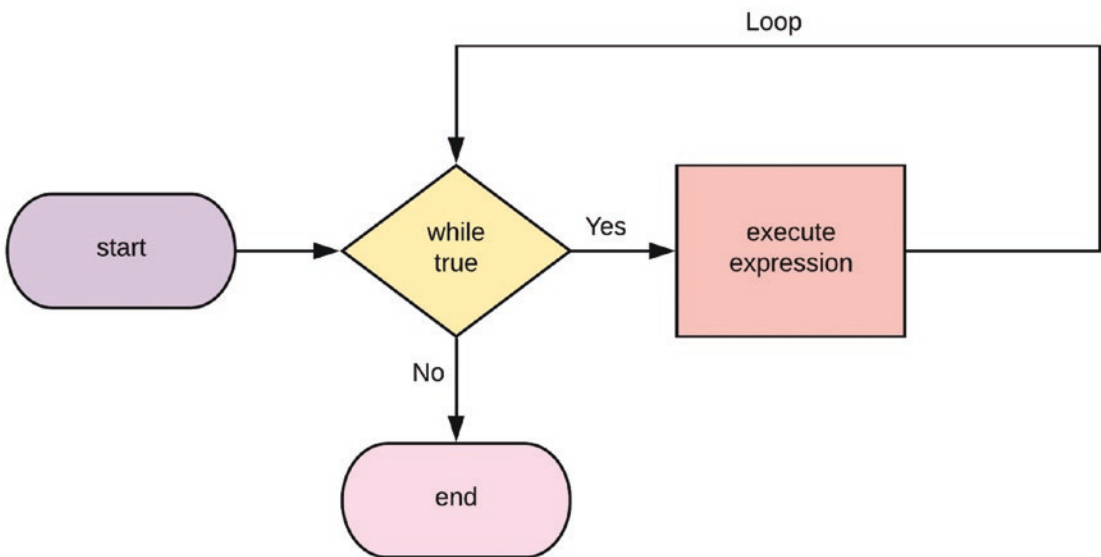 Loop
start
while
true
Yes
execute
expression
No
end